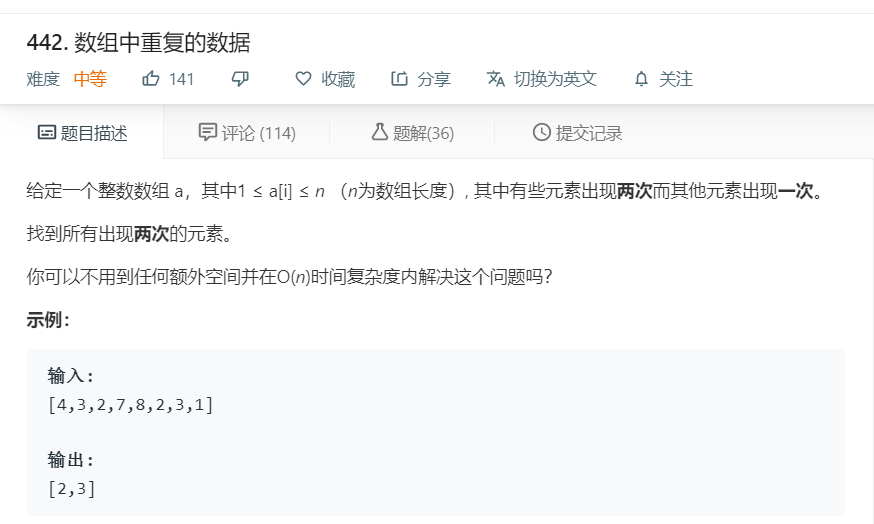 442. 数组中重复的数据
难度 中等 141 收藏 分享 切换为英文 关注
题目描述 评论 (114) 题解(36) 提交记录
给定一个整数数组 a，其中1 ≤ a[i] ≤ n （n为数组长度）, 其中有些元素出现两次而其他元素出现一次。
找到所有出现两次的元素。
你可以不用到任何额外空间并在O(n)时间复杂度内解决这个问题吗？
示例：
输入:
[4,3,2,7,8,2,3,1]
输出:
[2,3]